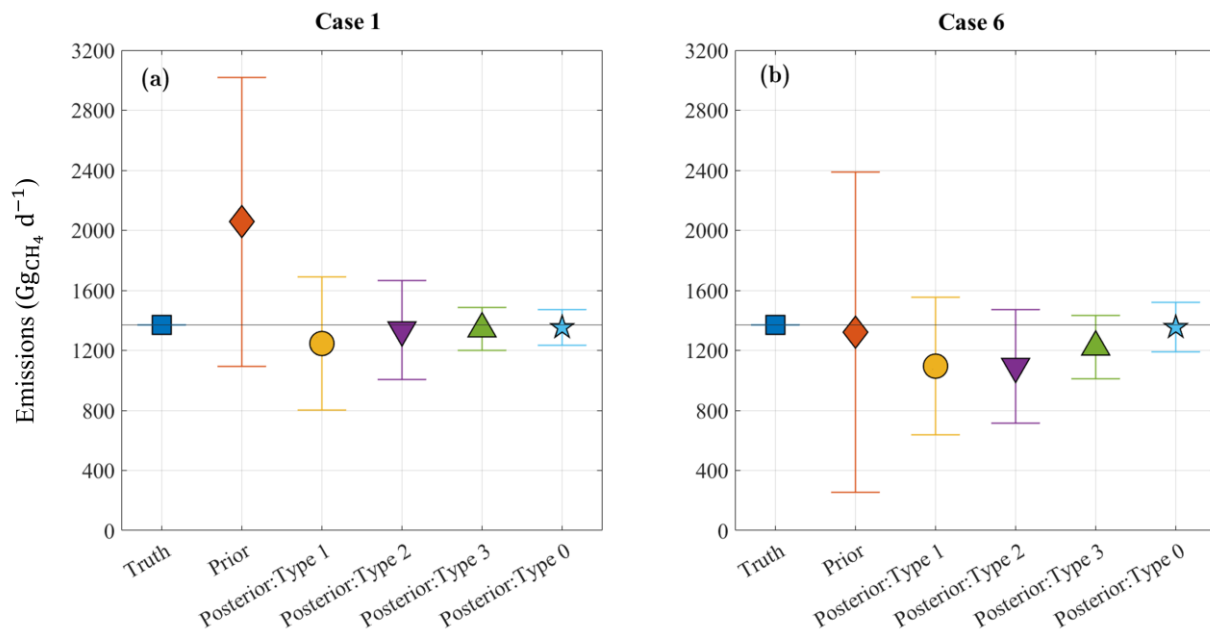 Case 1
Case 6
(a)
(b)
Emissions (Gg_CH₄ d⁻¹)
3200
2800
2400
2000
1600
1200
800
400
0
Truth
Prior
Posterior:Type 1
Posterior:Type 2
Posterior:Type 3
Posterior:Type 0
3200
2800
2400
2000
1600
1200
800
400
0
Truth
Prior
Posterior:Type 1
Posterior:Type 2
Posterior:Type 3
Posterior:Type 0